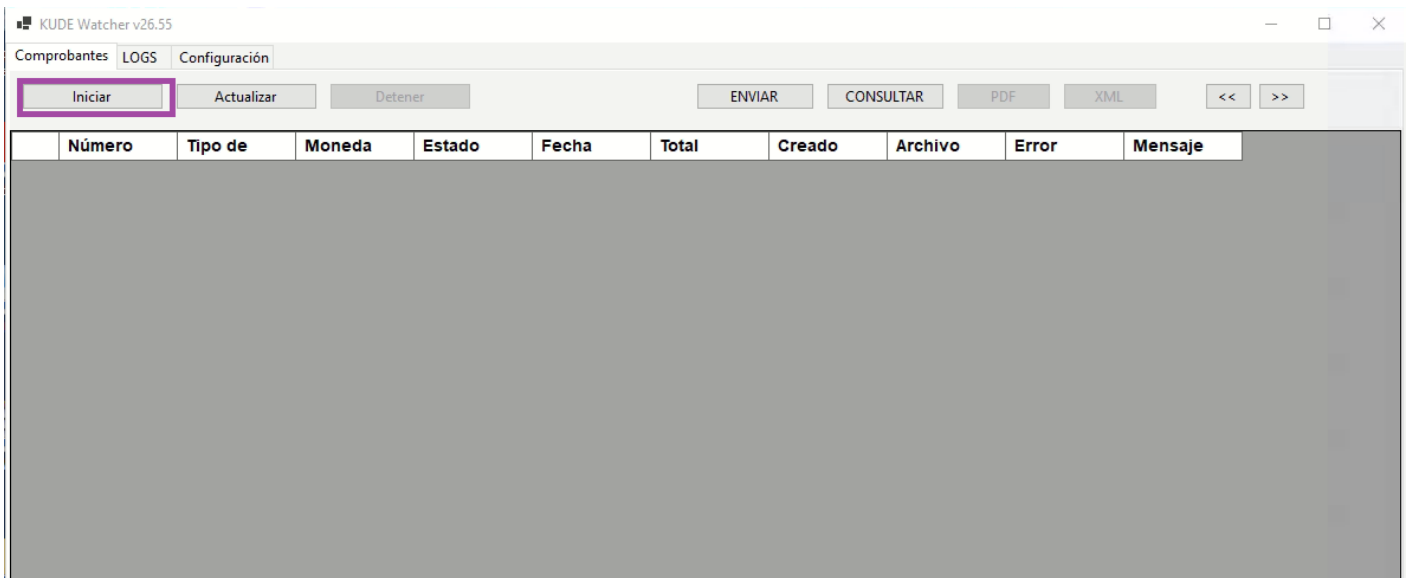 KUDE Watcher v26.55
Comprobantes LOGS Configuración
Iniciar Actualizar Detener ENVIAR CONSULTAR PDF XML << >>
Número Tipo de Moneda Estado Fecha Total Creado Archivo Error Mensaje